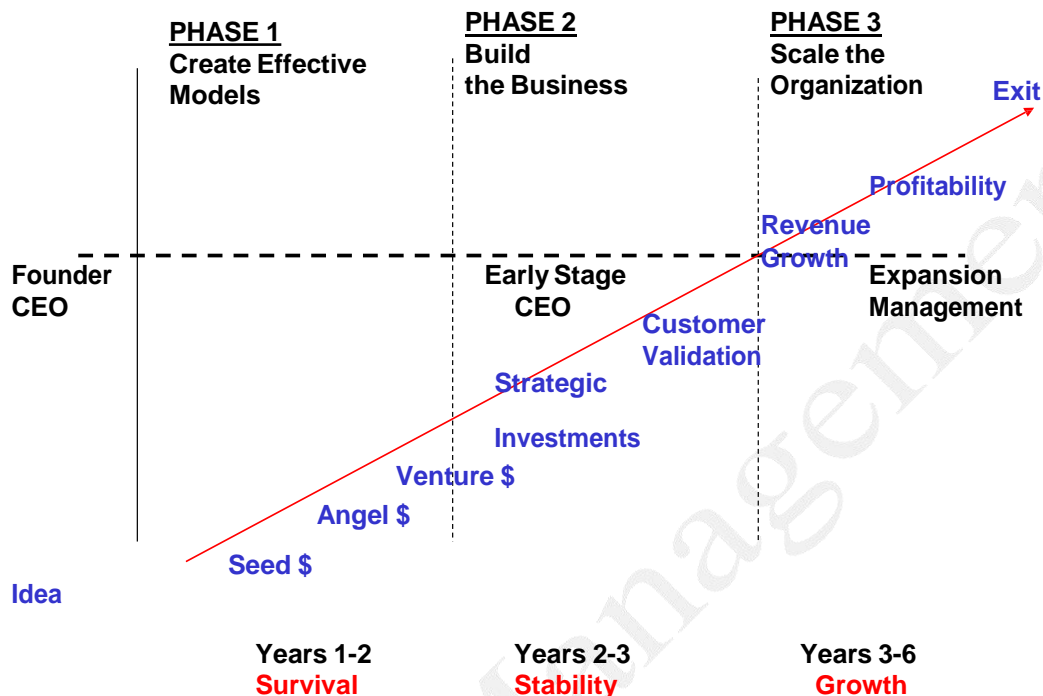 PHASE 1
Create Effective
Models
PHASE 2
Build
the Business
PHASE 3
Scale the
Organization
Exit
Profitability
Revenue
Growth
Founder
CEO
Early Stage
CEO
Expansion
Management
Customer
Validation
Strategic
Investments
Venture $
Angel $
Seed $
Idea
Years 1-2
Survival
Years 2-3
Stability
Years 3-6
Growth
Management